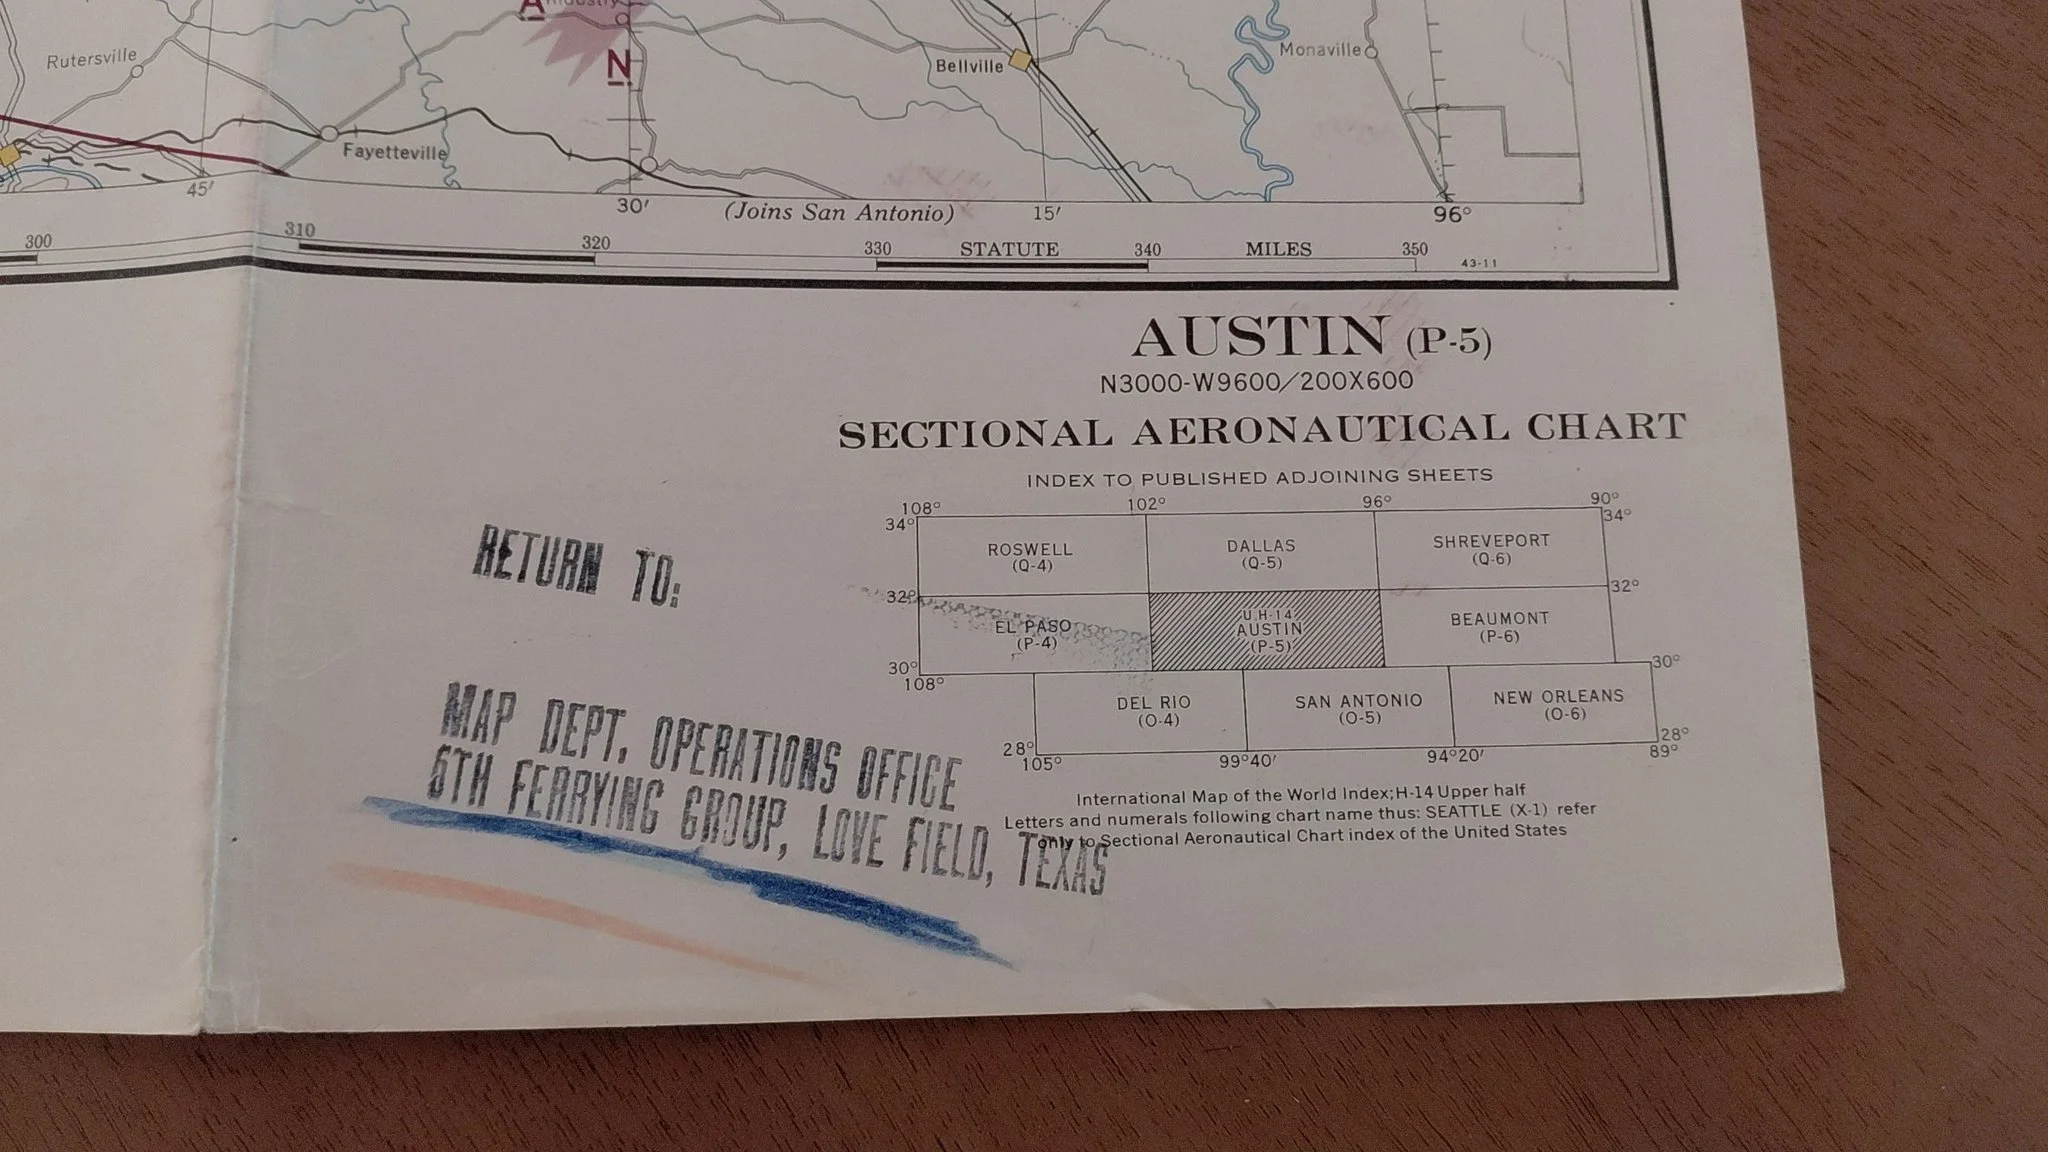 A Industry
Rutersville
N
Bellville
Monaville
Fayetteville
45' 30' (Joins San Antonio) 15' 96°
300 310 320 330 STATUTE 340 MILES 350
43-11
AUSTIN (P-5)
N3000-W9600/200X600
SECTIONAL AERONAUTICAL CHART
INDEX TO PUBLISHED ADJOINING SHEETS
108° 102° 96° 90°
34° 34°
ROSWELL (Q-4)
DALLAS (Q-5)
SHREVEPORT (Q-6)
32° 32°
EL PASO (P-4)
U.H-14 AUSTIN (P-5)
BEAUMONT (P-6)
30° 30°
108°
DEL RIO (O-4)
SAN ANTONIO (O-5)
NEW ORLEANS (O-6)
28° 28°
105° 99°40' 94°20' 89°
International Map of the World Index;H-14 Upper half
Letters and numerals following chart name thus: SEATTLE (X-1) refer
only to Sectional Aeronautical Chart index of the United States
RETURN TO:
MAP DEPT. OPERATIONS OFFICE
5TH FERRYING GROUP, LOVE FIELD, TEXAS